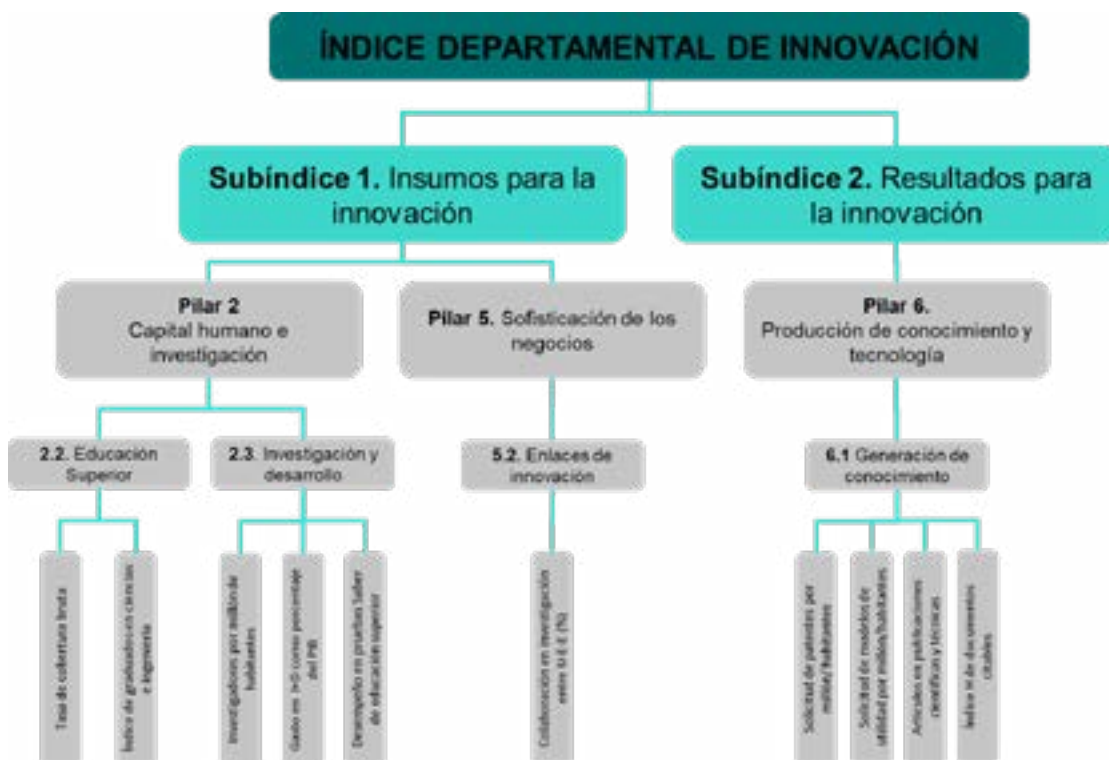 ÍNDICE DEPARTAMENTAL DE INNOVACIÓN
Subíndice 1. Insumos para la
innovación
Subíndice 2. Resultados para
la innovación
Pilar 2
Capital humano e
investigación
Pilar 5. Sofisticación de los
negocios
Pilar 6.
Producción de conocimiento y
tecnología
2.2. Educación
Superior
2.3. Investigación y
desarrollo
5.2. Enlaces de
innovación
6.1 Generación de
conocimiento
Tasa de cobertura bruta
Índice de graduados en ciencias
e ingeniería
Investigadores por millón de
habitantes
Gasto en I+D como porcentaje
del PIB
Desempeño en pruebas Saber
de educación superior
Colaboración en investigación
entre U-E-E (%)
Solicitud de patentes por
millón/habitantes
Solicitud de modelos de
utilidad por millon/habitantes
Artículos en publicaciones
científicas y técnicas
Índice H de documentos
citables